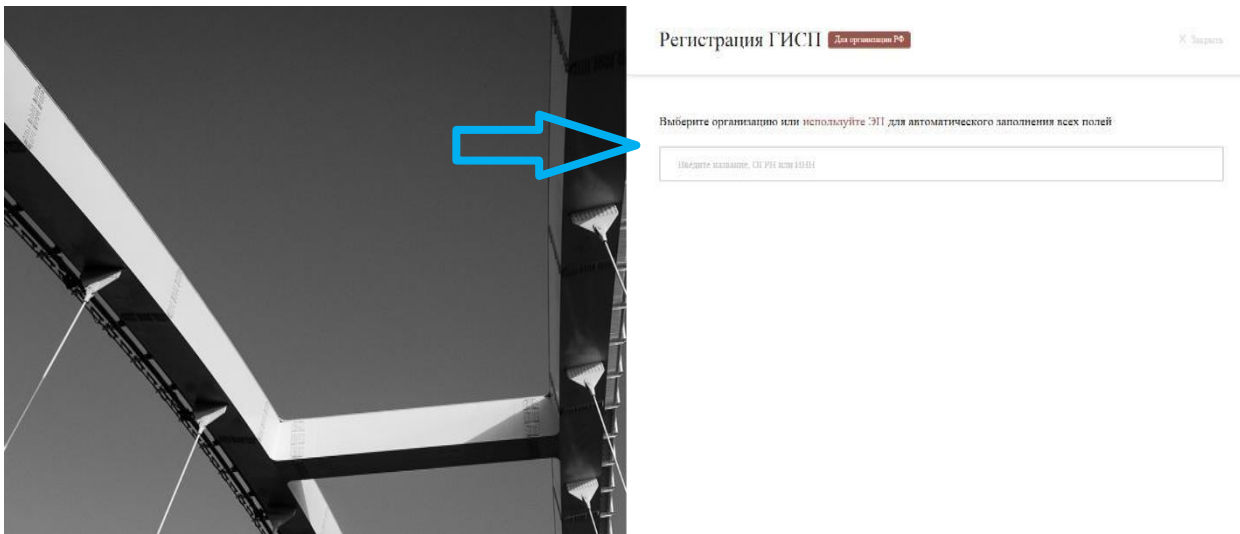 Регистрация ГИСП Для организации РФ
X Закрыть
Выберите организацию или используйте ЭП для автоматического заполнения всех полей
Введите название, ОГРН или ИНН